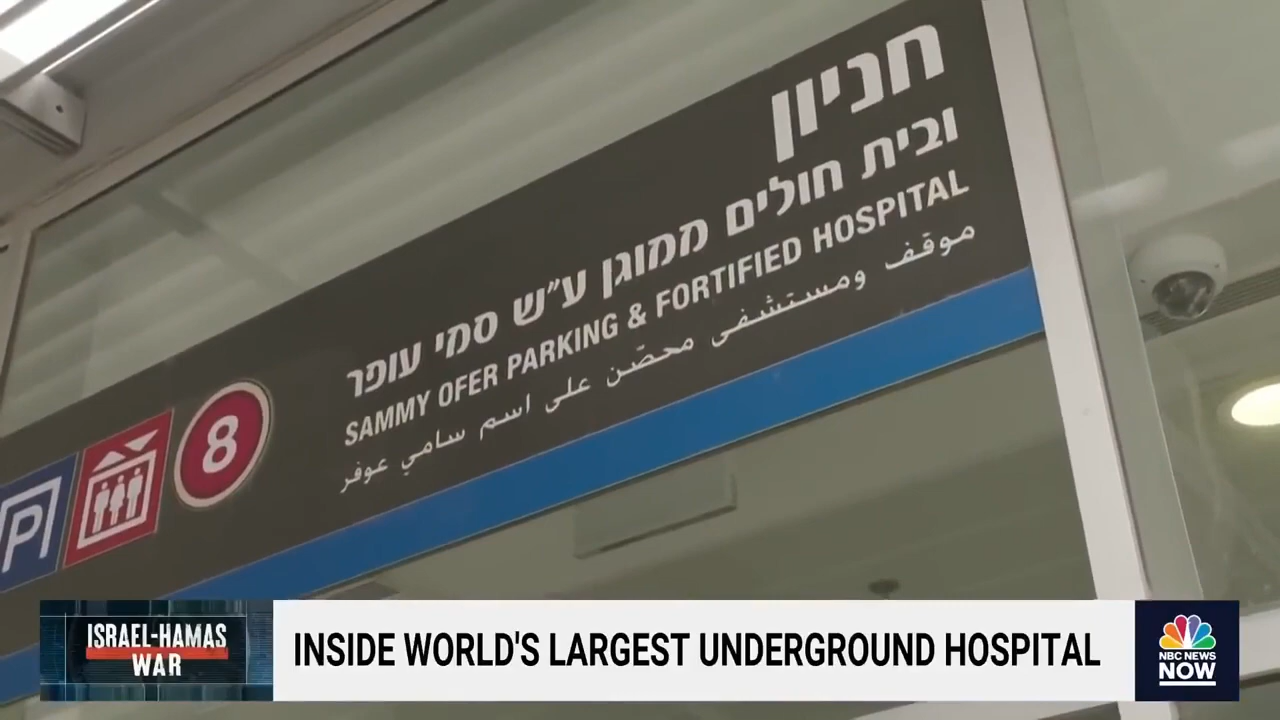 חניון
ובית חולים ממוגן ע״ש סמי עופר
SAMMY OFER PARKING & FORTIFIED HOSPITAL
موقف ومستشفى محصّن على اسم سامي عوفر
P
8
ISRAEL-HAMAS
WAR
INSIDE WORLD'S LARGEST UNDERGROUND HOSPITAL
NBC NEWS
NOW